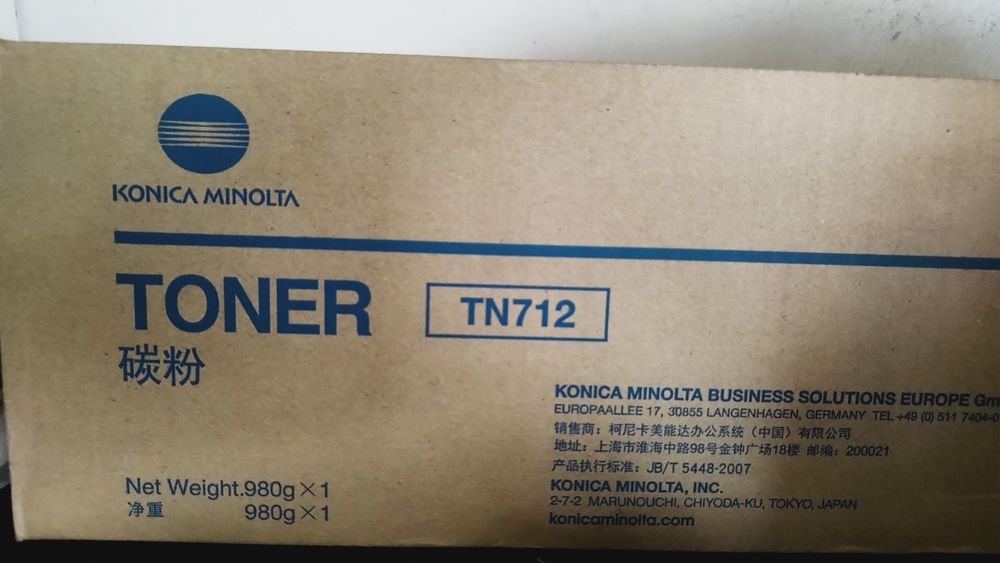 KONICA MINOLTA
TONER
TN712
碳粉
Net Weight.980g×1
净重 980g×1
KONICA MINOLTA BUSINESS SOLUTIONS EUROPE Gm
EUROPAALLEE 17, 30855 LANGENHAGEN, GERMANY TEL +49 (0) 511 7404-0
销售商：柯尼卡美能达办公系统（中国）有限公司
地址：上海市淮海中路98号金钟广场18楼 邮编：200021
产品执行标准：JB/T 5448-2007
KONICA MINOLTA, INC.
2-7-2 MARUNOUCHI, CHIYODA-KU, TOKYO, JAPAN
konicaminolta.com